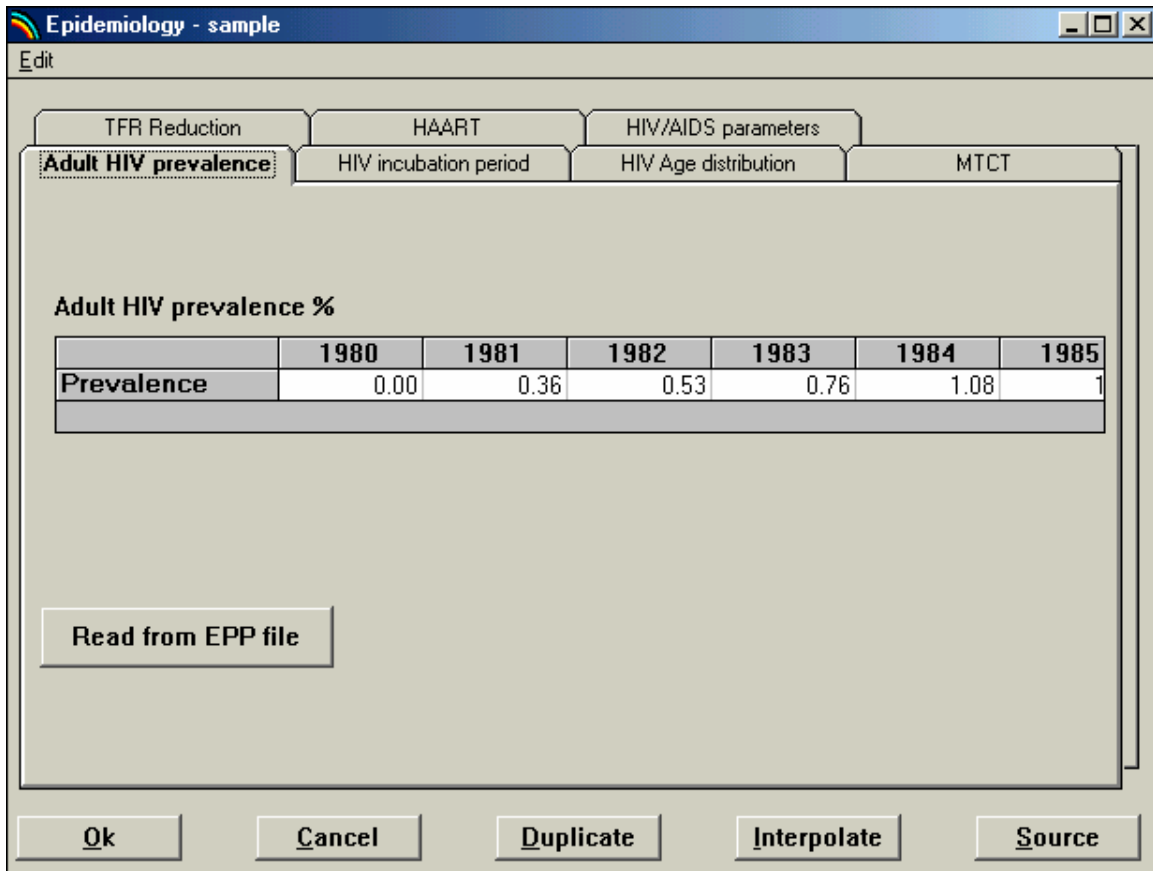 Epidemiology - sample
Edit
TFR Reduction HAART HIV/AIDS parameters
Adult HIV prevalence HIV incubation period HIV Age distribution MTCT
Adult HIV prevalence %
1980 1981 1982 1983 1984 1985
Prevalence 0.00 0.36 0.53 0.76 1.08 1
Read from EPP file
Ok Cancel Duplicate Interpolate Source